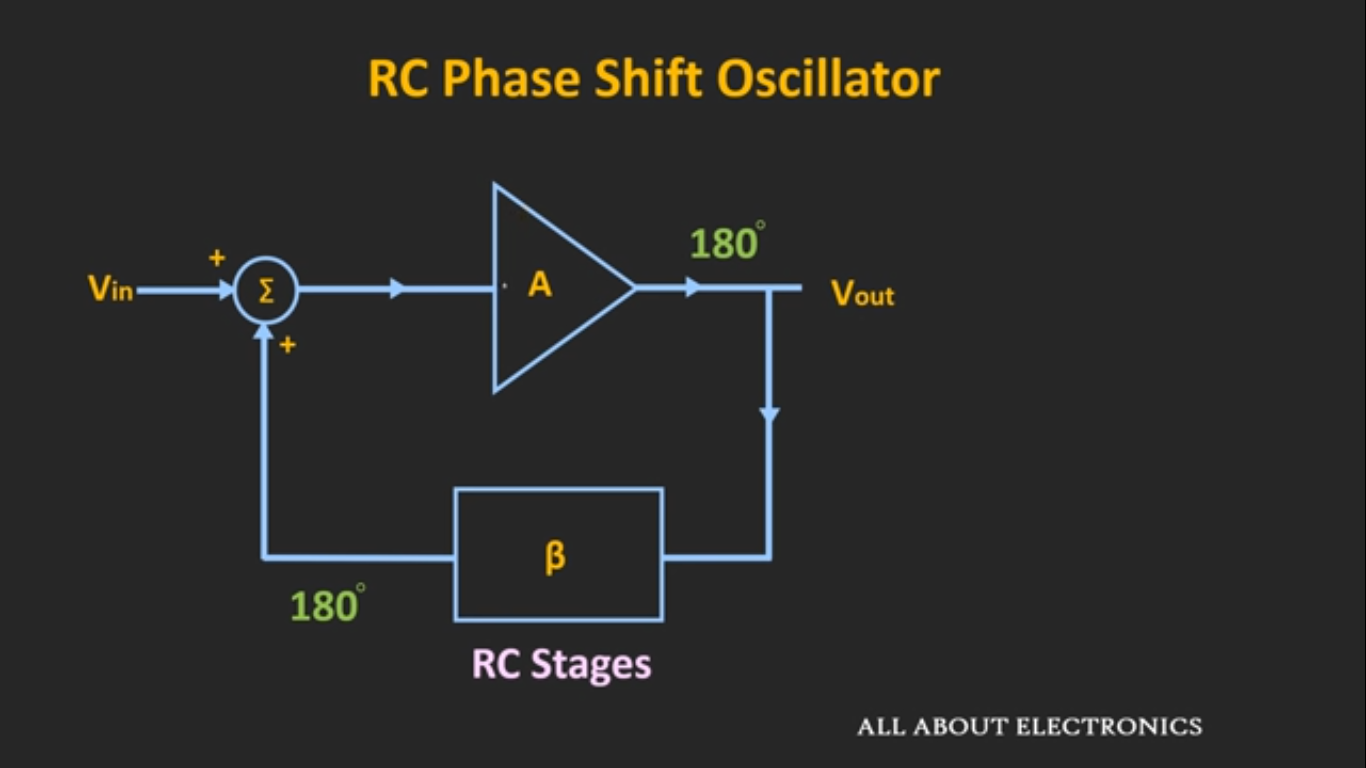 RC Phase Shift Oscillator
180°
+
Vin
Σ
A
Vout
+
β
180°
RC Stages
ALL ABOUT ELECTRONICS